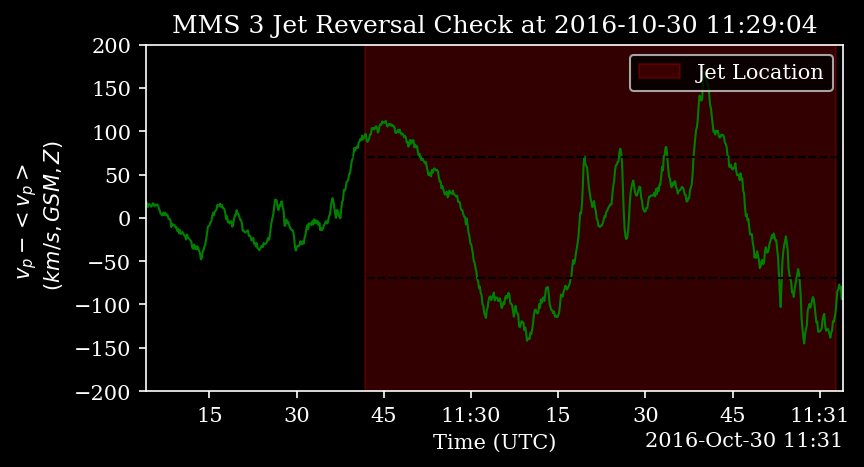 MMS 3 Jet Reversal Check at 2016-10-30 11:29:04
200
150
100
50
0
−50
−100
−150
−200
v_p − < v_p >
(km/s, GSM, Z)
Jet Location
15 30 45 11:30 15 30 45 11:31
Time (UTC)
2016-Oct-30 11:31